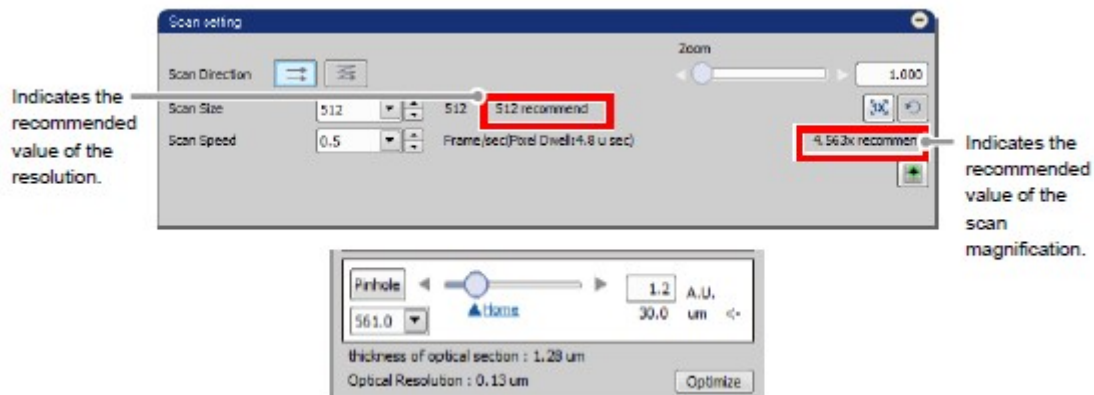 Scan setting
Zoom
Scan Direction
1.000
Indicates the
recommended
value of the
resolution.
Scan Size
512
512
512 recommend
Scan Speed
0.5
Frame/sec(Pixel Dwell:4.8 u sec)
4.563x recommen
Indicates the
recommended
value of the
scan
magnification.
Pinhole
1.2
A.U.
Home
561.0
30.0
um
<-
thickness of optical section : 1.28 um
Optical Resolution : 0.13 um
Optimize